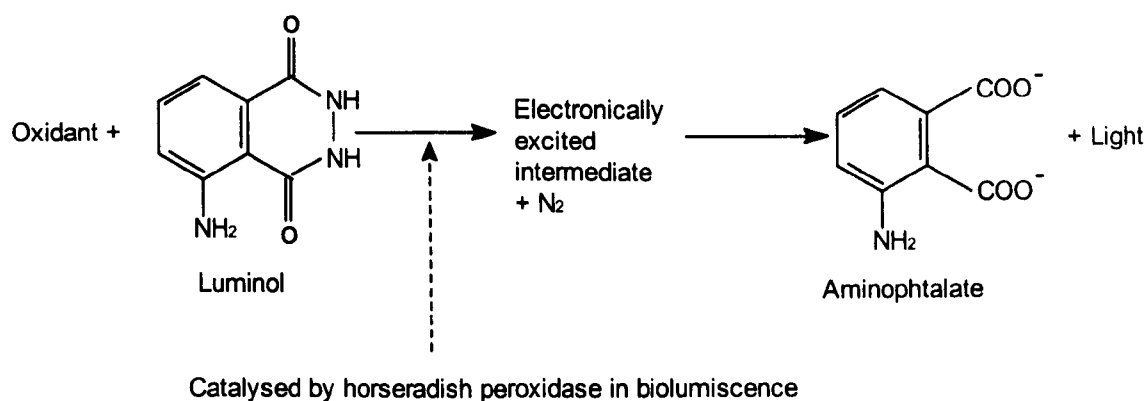 O
Oxidant +
NH
NH
NH2
O
Luminol
Electronically
excited
intermediate
+ N2
COO-
COO-
NH2
+ Light
Aminophtalate
Catalysed by horseradish peroxidase in biolumiscence